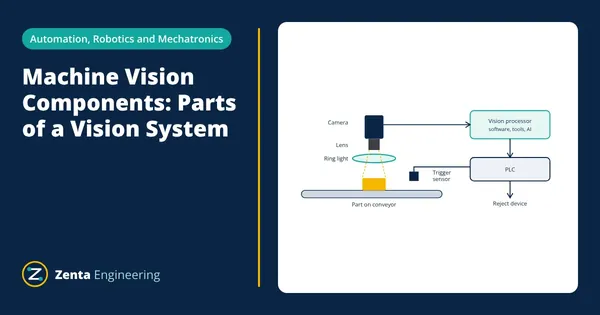 Automation, Robotics and Mechatronics
Machine Vision
Components: Parts
of a Vision System
Zenta Engineering
Camera
Lens
Ring light
Part on conveyor
Trigger
sensor
Vision processor
software, tools, AI
PLC
Reject device